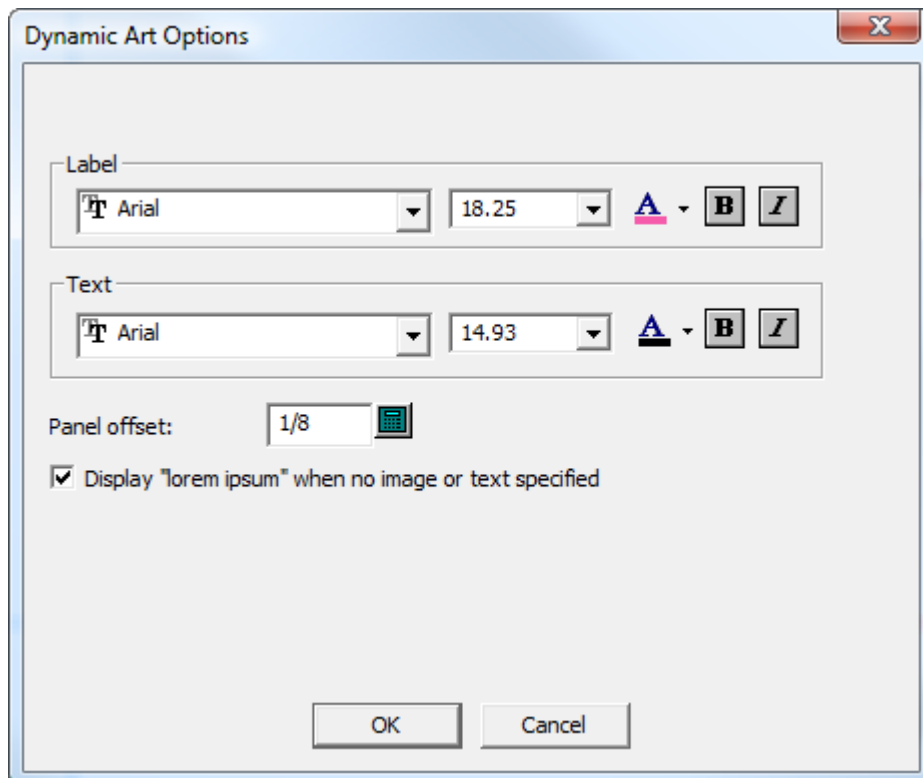 Dynamic Art Options
Label
Arial 18.25 A B I
Text
Arial 14.93 A B I
Panel offset: 1/8
Display "lorem ipsum" when no image or text specified
OK Cancel